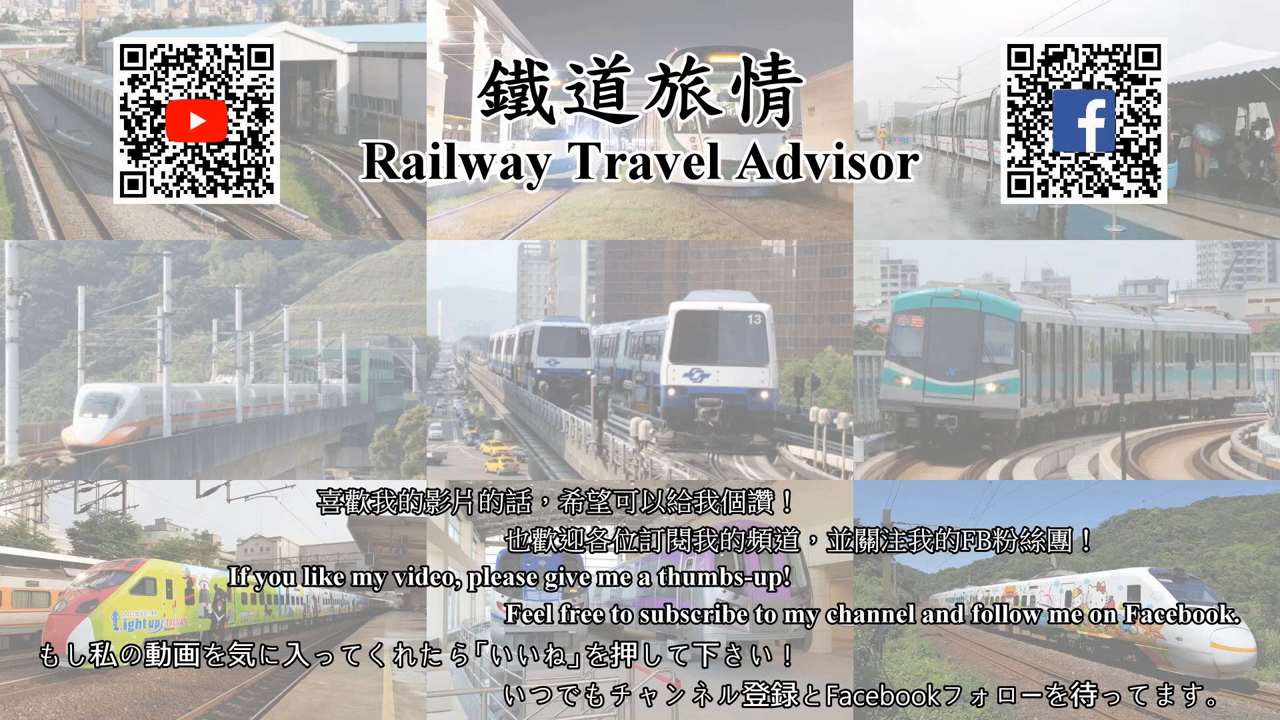 鐵道旅情
Railway Travel Advisor
13
喜歡我的影片的話，希望可以給我個讚！
也歡迎各位訂閱我的頻道，並關注我的FB粉絲團！
If you like my video, please give me a thumbs-up!
Feel free to subscribe to my channel and follow me on Facebook.
Light up! TAIWAN
もし私の動画を気に入ってくれたら「いいね」を押して下さい！
いつでもチャンネル登録とFacebookフォローを待ってます。